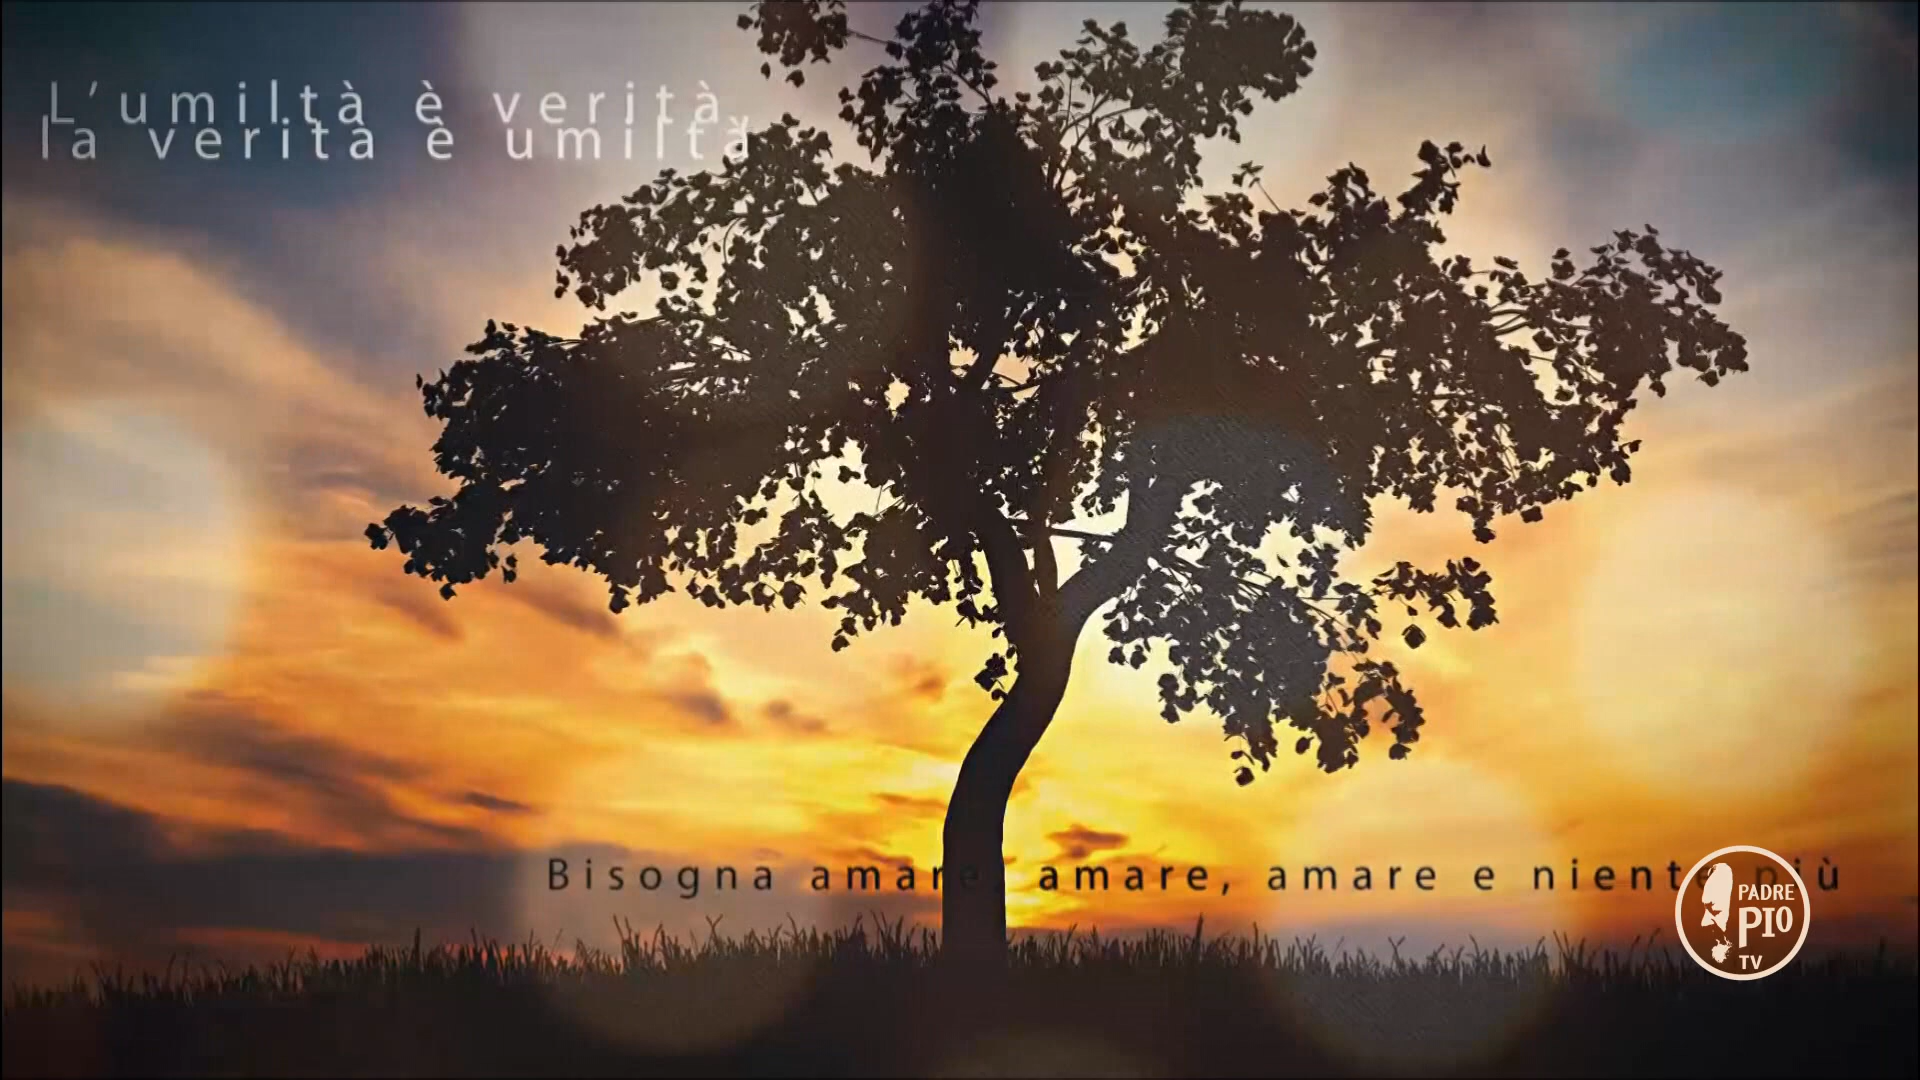 L'umiltà è verità,
la verità è umiltà
Bisogna amare, amare, amare e niente più
PADRE
PIO
TV